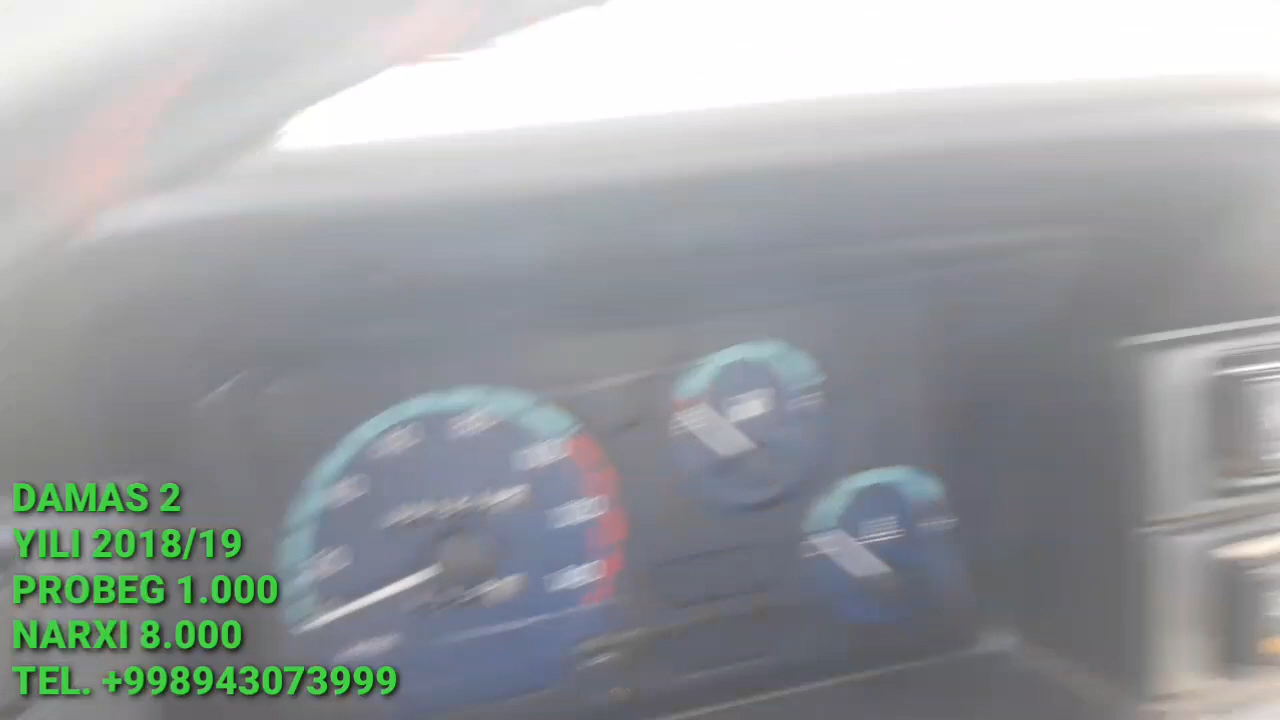 DAMAS 2
YILI 2018/19
PROBEG 1.000
NARXI 8.000
TEL. +998943073999